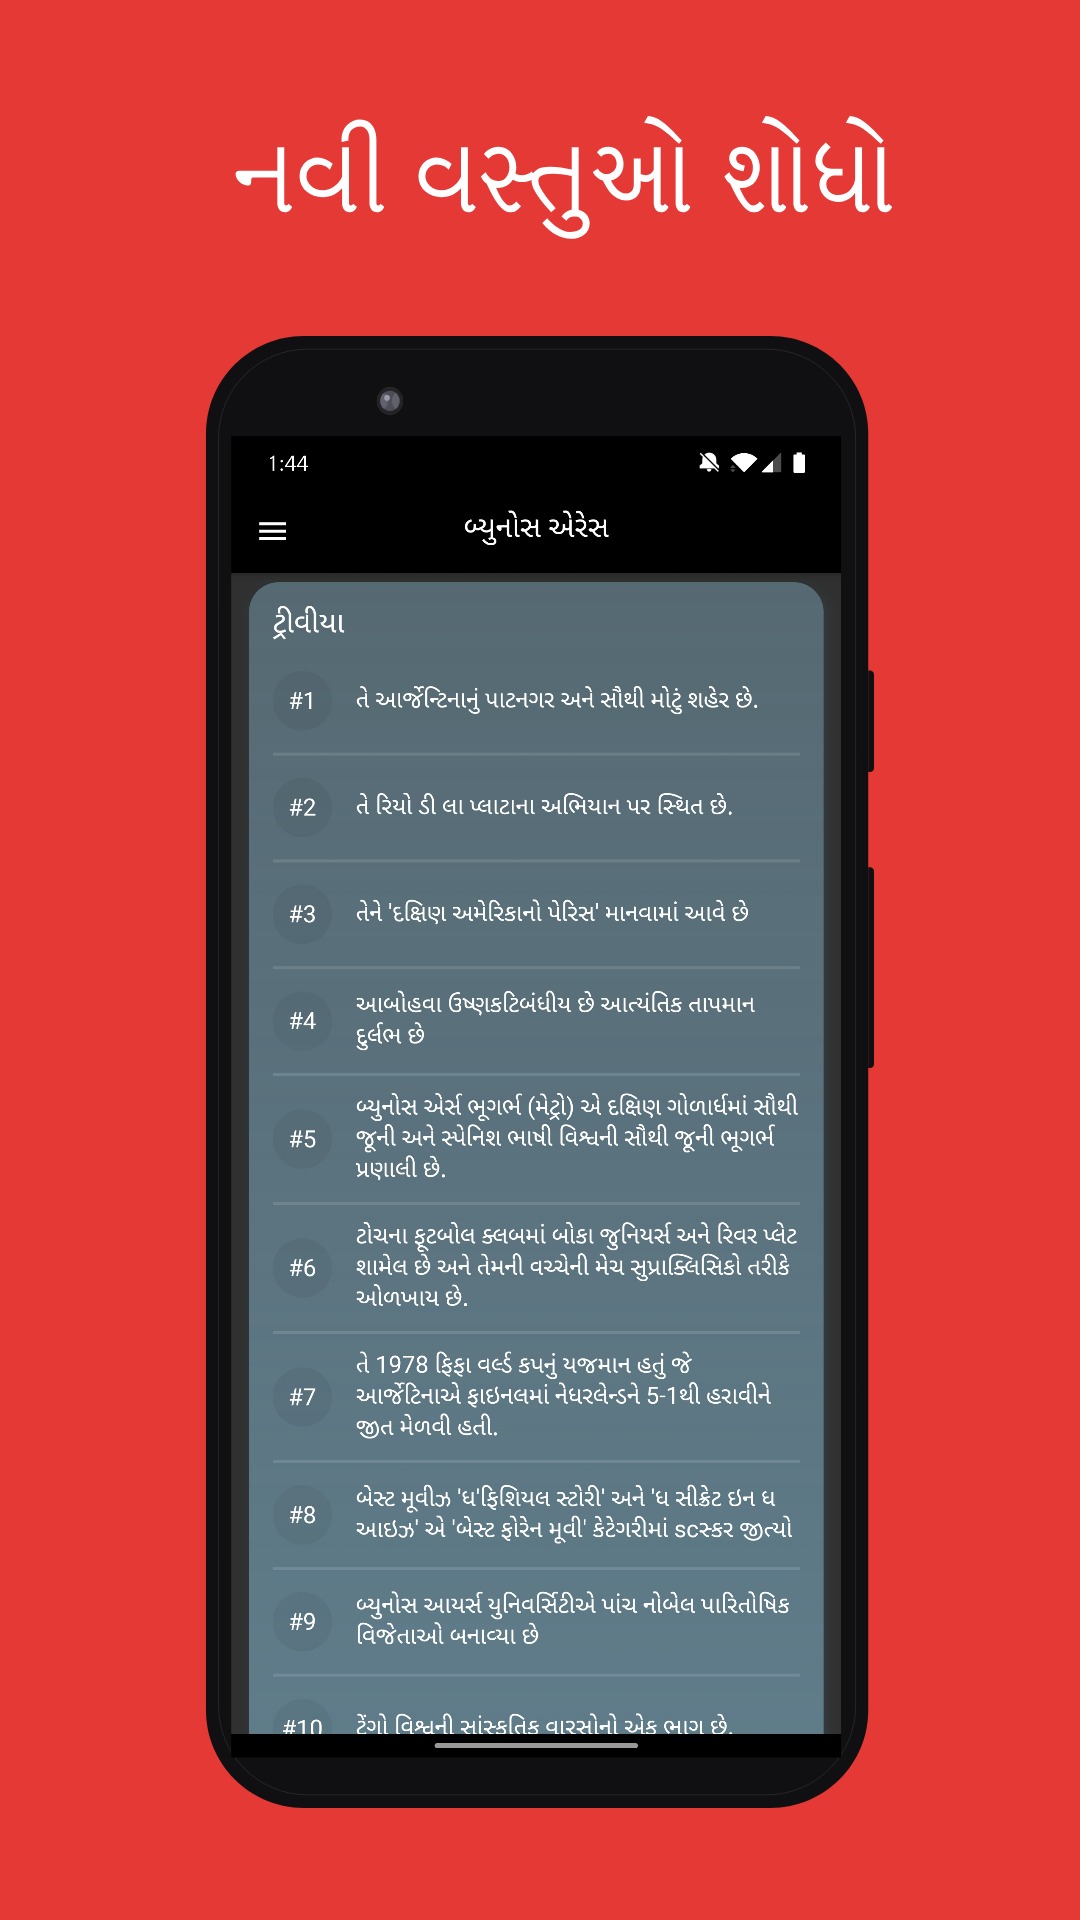 નવી વસ્તુઓ શોધો
1:44
બ્યુનોસ એરેસ
ટ્રીવીયા
#1 તે આર્જેન્ટિનાનું પાટનગર અને સૌથી મોટું શહેર છે.
#2 તે રિયો ડી લા પ્લાટાના અભિયાન પર સ્થિત છે.
#3 તેને 'દક્ષિણ અમેરિકાનો પેરિસ' માનવામાં આવે છે
#4 આબોહવા ઉષ્ણકટિબંધીય છે આત્યંતિક તાપમાન
દુર્લભ છે
#5 બ્યુનોસ એર્સ ભૂગર્ભ (મેટ્રો) એ દક્ષિણ ગોળાર્ધમાં સૌથી
જૂની અને સ્પેનિશ ભાષી વિશ્વની સૌથી જૂની ભૂગર્ભ
પ્રણાલી છે.
#6 ટોચના ફૂટબોલ ક્લબમાં બોકા જુનિયર્સ અને રિવર પ્લેટ
શામેલ છે અને તેમની વચ્ચેની મેચ સુપ્રાક્લિસિકો તરીકે
ઓળખાય છે.
#7 તે 1978 ફિફા વર્લ્ડ કપનું યજમાન હતું જે
આર્જેટિનાએ ફાઇનલમાં નેધરલેન્ડને 5-1થી હરાવીને
જીત મેળવી હતી.
#8 બેસ્ટ મૂવીઝ 'ધ'ફિશિયલ સ્ટોરી' અને 'ધ સીક્રેટ ઇન ધ
આઇઝ' એ 'બેસ્ટ ફોરેન મૂવી' કેટેગરીમાં scસ્કર જીત્યો
#9 બ્યુનોસ આયર્સ યુનિવર્સિટીએ પાંચ નોબેલ પારિતોષિક
વિજેતાઓ બનાવ્યા છે
#10 ટેંગો વિશ્વની સાંસ્કૃતિક વારસોનો એક ભાગ છે.